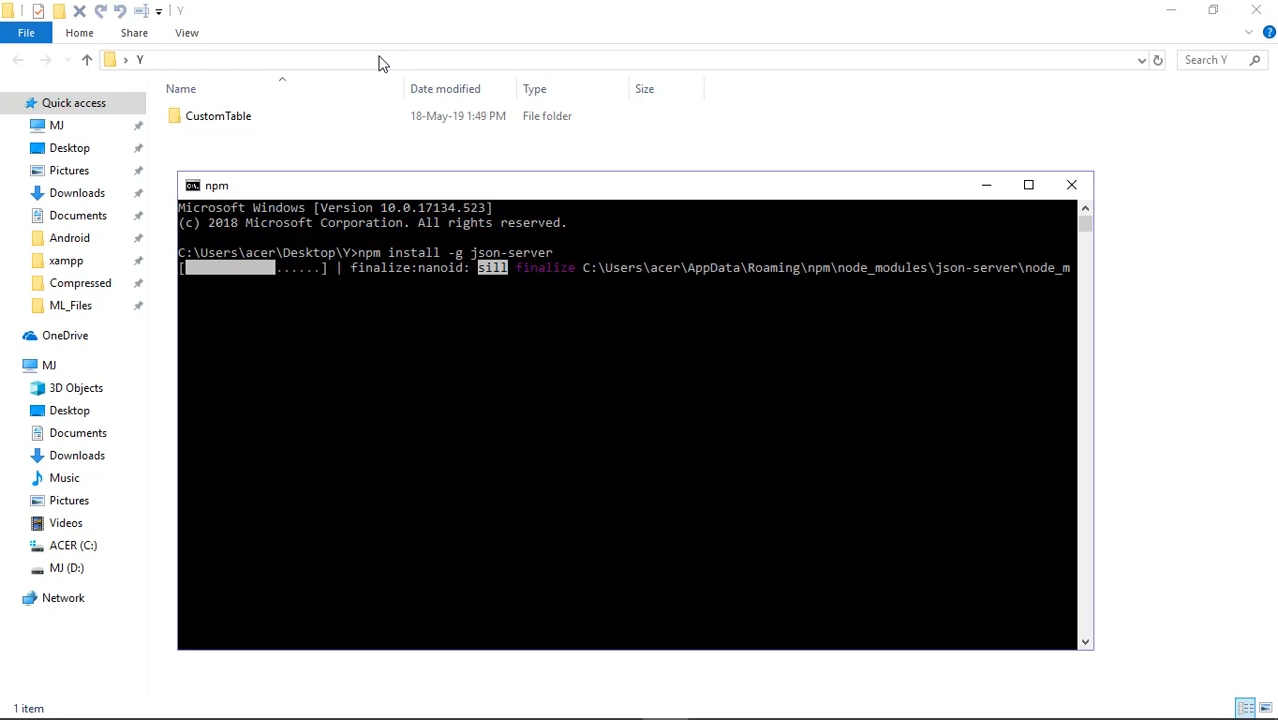 Y
File
Home
Share
View
Y
Search Y
Name
Date modified
Type
Size
CustomTable
18-May-19 1:49 PM
File folder
Quick access
MJ
Desktop
Pictures
Downloads
Documents
Android
xampp
Compressed
ML_Files
OneDrive
MJ
3D Objects
Desktop
Documents
Downloads
Music
Pictures
Videos
ACER (C:)
MJ (D:)
Network
npm
Microsoft Windows [Version 10.0.17134.523]
(c) 2018 Microsoft Corporation. All rights reserved.
C:\Users\acer\Desktop\Y>npm install -g json-server
[ ......] | finalize:nanoid: sill finalize C:\Users\acer\AppData\Roaming\npm\node_modules\json-server\node_m
1 item